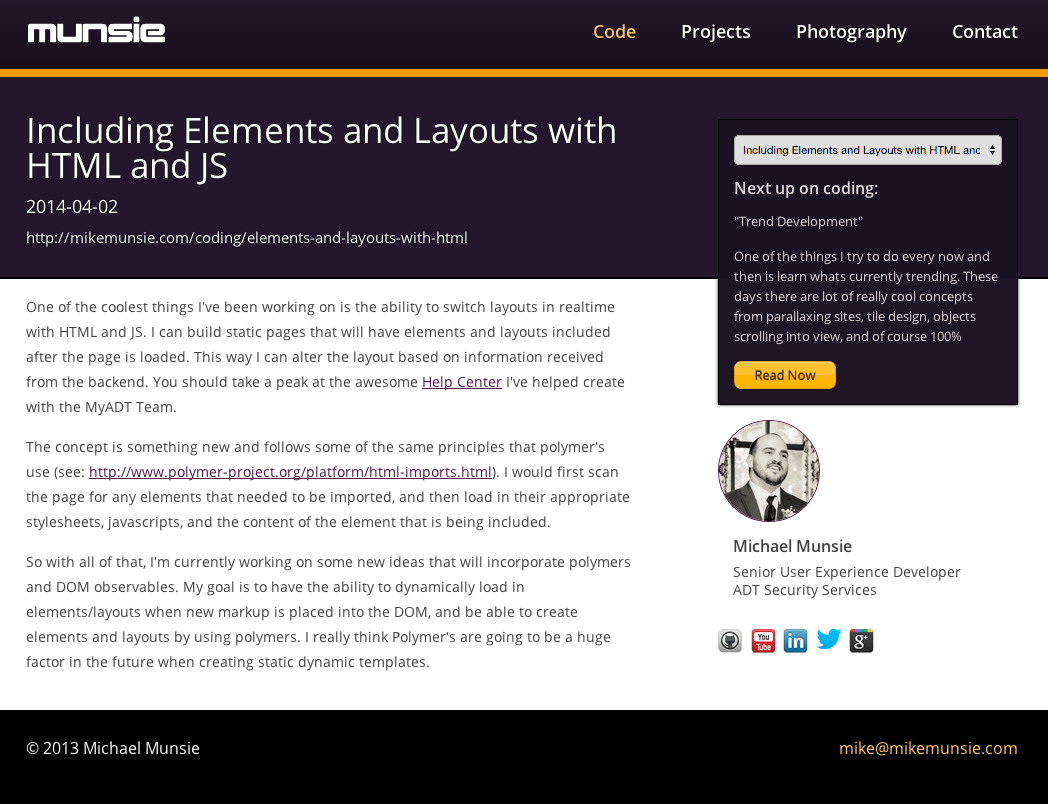 munsie
Code Projects Photography Contact
Including Elements and Layouts with
HTML and JS
2014-04-02
http://mikemunsie.com/coding/elements-and-layouts-with-html
One of the coolest things I've been working on is the ability to switch layouts in realtime
with HTML and JS. I can build static pages that will have elements and layouts included
after the page is loaded. This way I can alter the layout based on information received
from the backend. You should take a peak at the awesome Help Center I've helped create
with the MyADT Team.
The concept is something new and follows some of the same principles that polymer's
use (see: http://www.polymer-project.org/platform/html-imports.html). I would first scan
the page for any elements that needed to be imported, and then load in their appropriate
stylesheets, javascripts, and the content of the element that is being included.
So with all of that, I'm currently working on some new ideas that will incorporate polymers
and DOM observables. My goal is to have the ability to dynamically load in
elements/layouts when new markup is placed into the DOM, and be able to create
elements and layouts by using polymers. I really think Polymer's are going to be a huge
factor in the future when creating static dynamic templates.
Including Elements and Layouts with HTML and
Next up on coding:
"Trend Development"
One of the things I try to do every now and
then is learn whats currently trending. These
days there are lot of really cool concepts
from parallaxing sites, tile design, objects
scrolling into view, and of course 100%
Read Now
Michael Munsie
Senior User Experience Developer
ADT Security Services
You
Tube
in
g+
© 2013 Michael Munsie
mike@mikemunsie.com